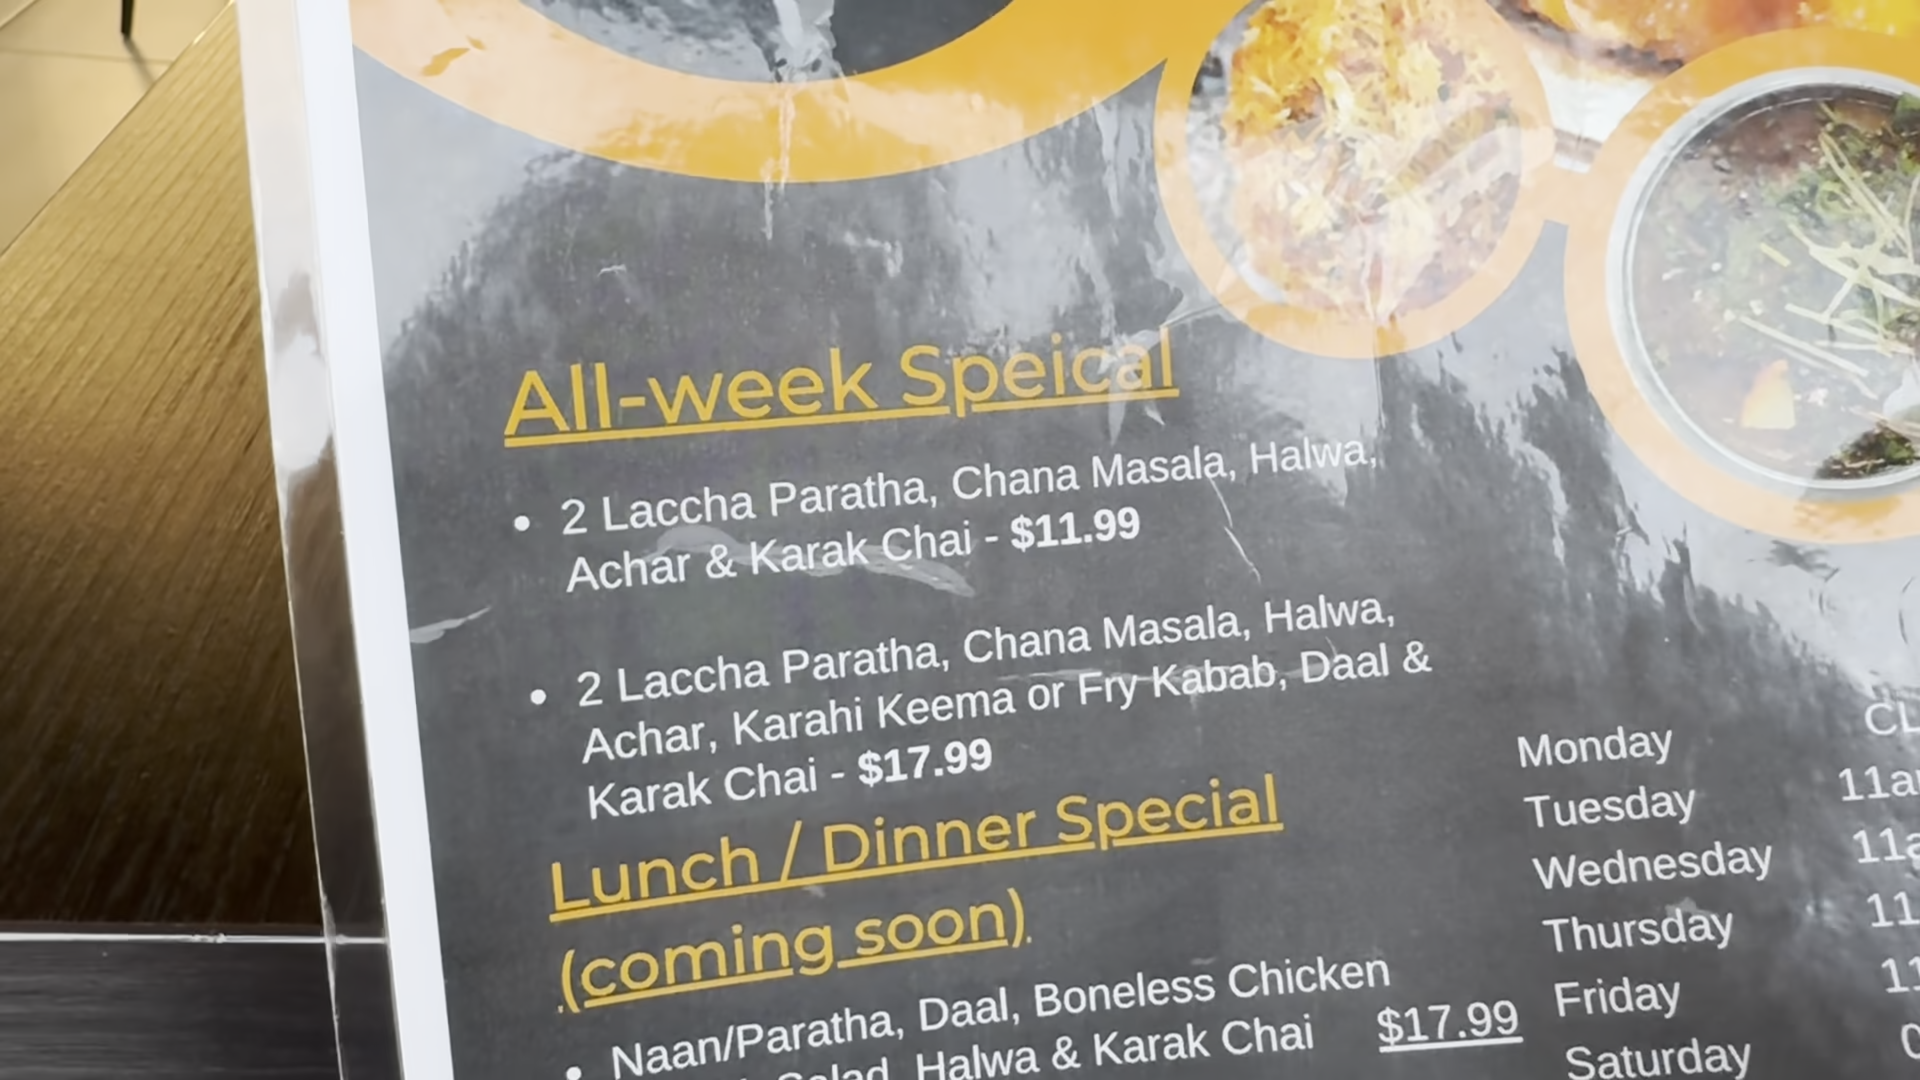 All-week Speical
• 2 Laccha Paratha, Chana Masala, Halwa,
Achar & Karak Chai - $11.99
• 2 Laccha Paratha, Chana Masala, Halwa,
Achar, Karahi Keema or Fry Kabab, Daal &
Karak Chai - $17.99
Lunch / Dinner Special
(coming soon)
• Naan/Paratha, Daal, Boneless Chicken
Salad, Halwa & Karak Chai $17.99
Monday
Tuesday
Wednesday
Thursday
Friday
Saturday